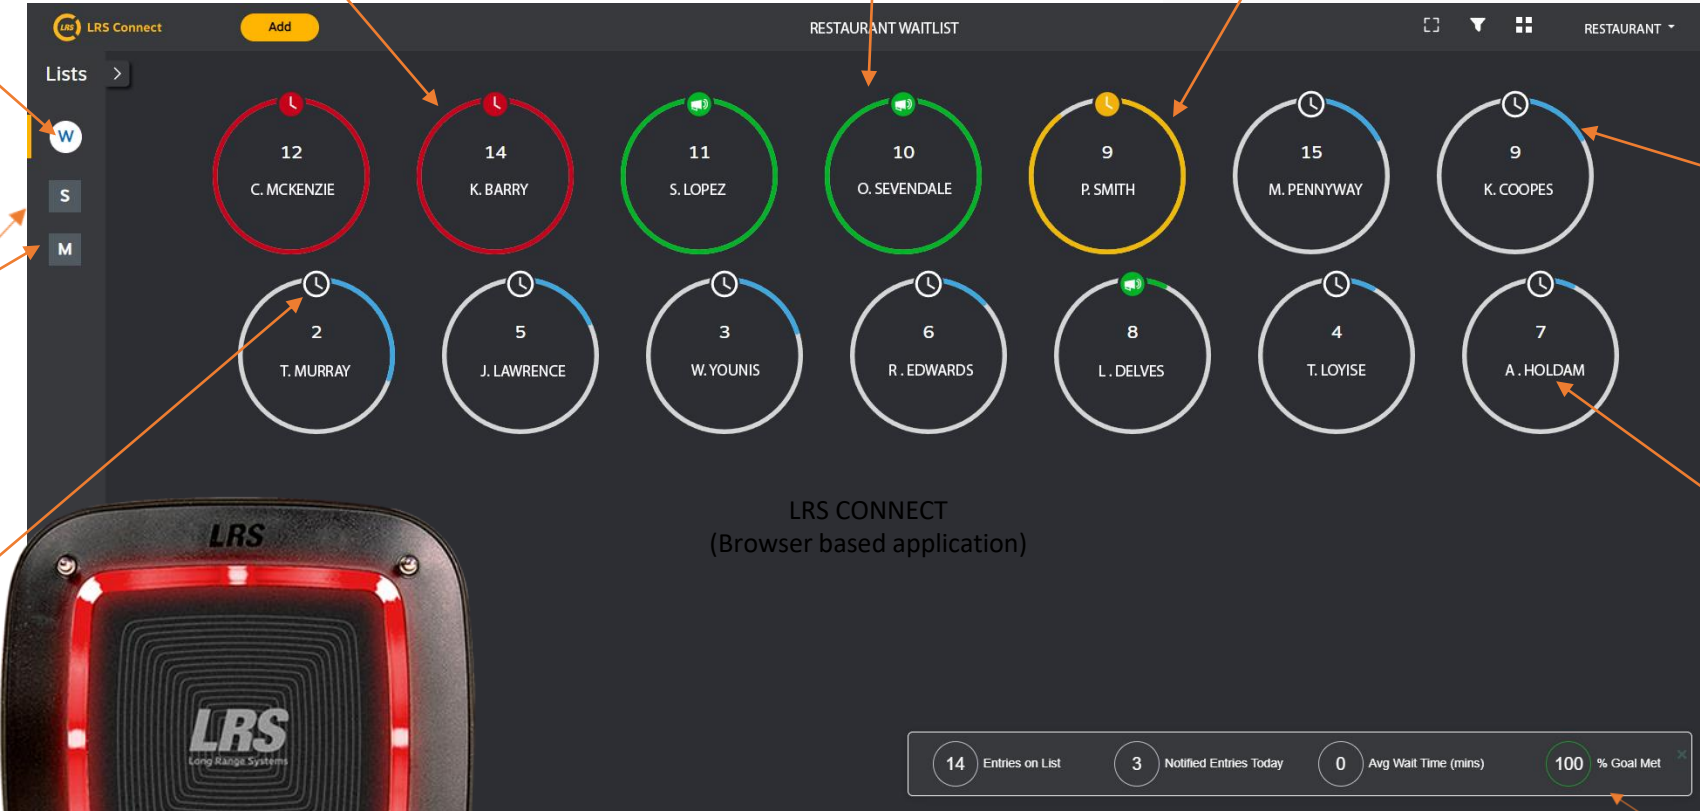 LRS LRS Connect
Add
RESTAURANT WAITLIST
RESTAURANT
Lists
W
S
M
12
C. MCKENZIE
14
K. BARRY
11
S. LOPEZ
10
O. SEVENDALE
9
P. SMITH
15
M. PENNYWAY
9
K. COOPES
2
T. MURRAY
5
J. LAWRENCE
3
W. YOUNIS
6
R . EDWARDS
8
L . DELVES
4
T. LOYISE
7
A . HOLDAM
LRS CONNECT
(Browser based application)
LRS
LRS
Long Range Systems
14 Entries on List
3 Notified Entries Today
0 Avg Wait Time (mins)
100 % Goal Met